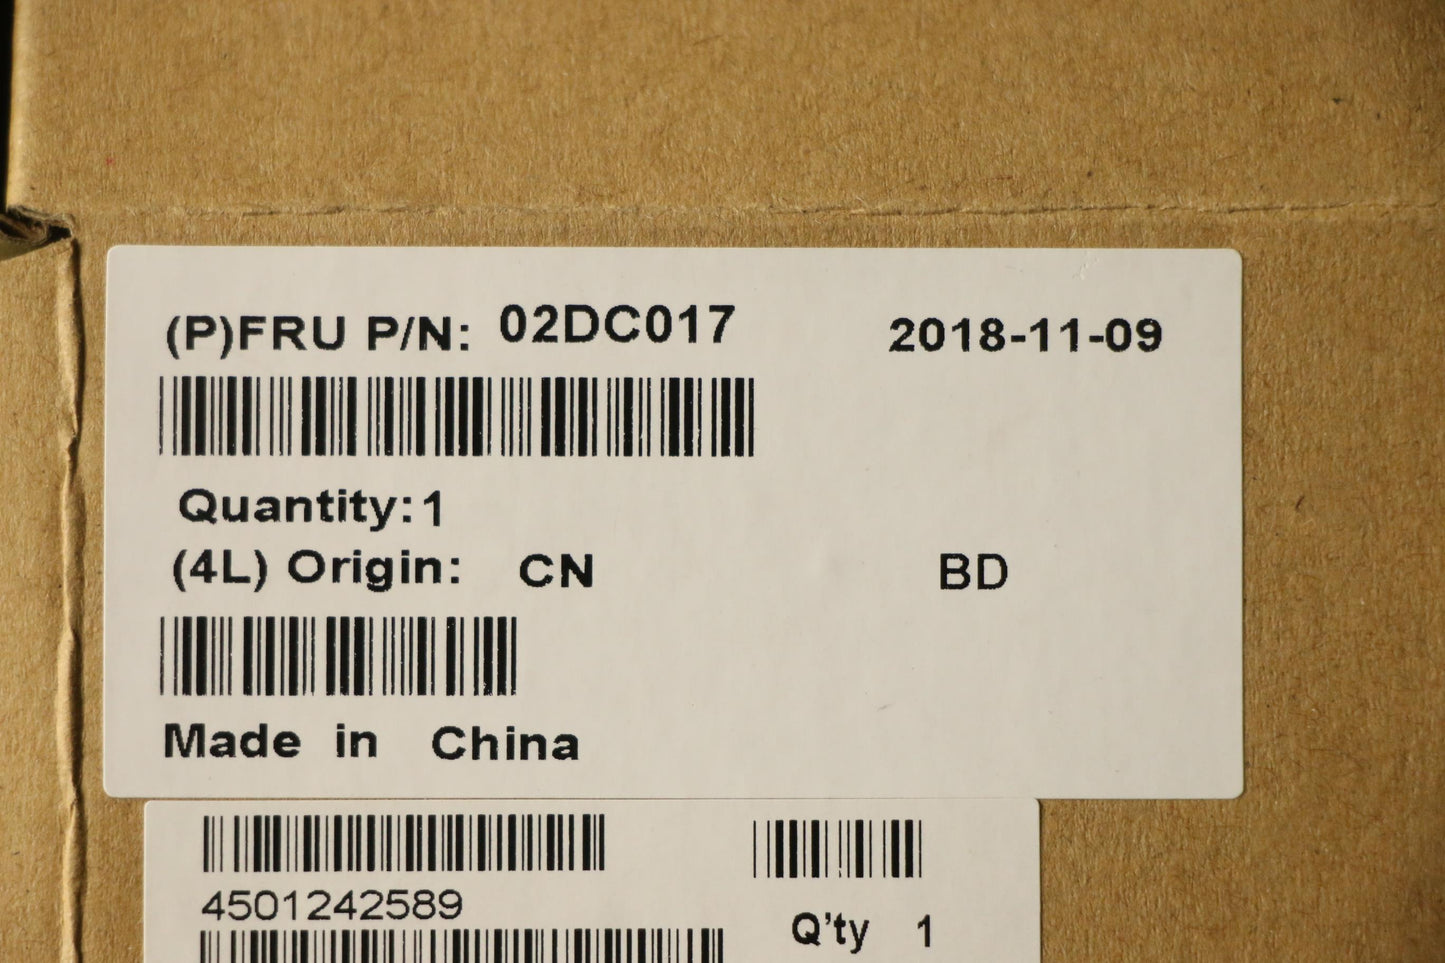 (P)FRU P/N: 02DC017 2018-11-09
Quantity:1
(4L) Origin: CN BD
Made in China
4501242589
Q'ty 1